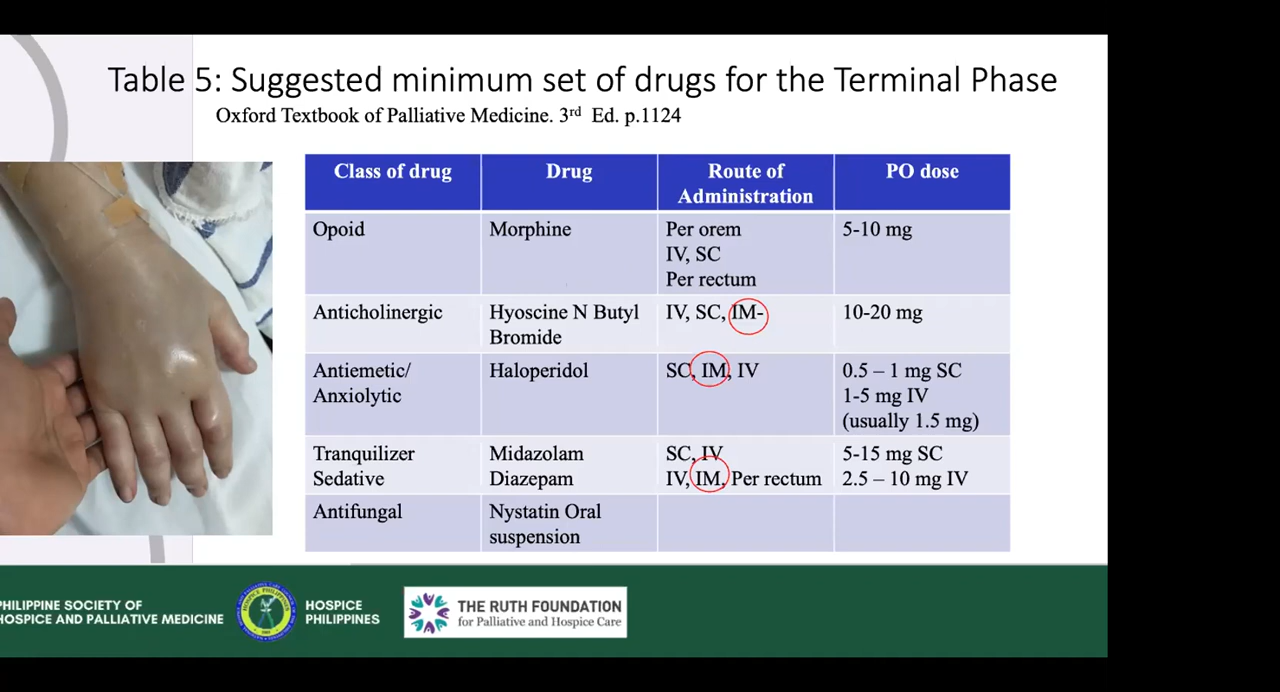 Table 5: Suggested minimum set of drugs for the Terminal Phase
Oxford Textbook of Palliative Medicine. 3rd Ed. p.1124
Class of drug
Drug
Route of
Administration
PO dose
Opoid
Morphine
Per orem
IV, SC
Per rectum
5-10 mg
Anticholinergic
Hyoscine N Butyl
Bromide
IV, SC, IM-
10-20 mg
Antiemetic/
Anxiolytic
Haloperidol
SC, IM, IV
0.5 – 1 mg SC
1-5 mg IV
(usually 1.5 mg)
Tranquilizer
Sedative
Midazolam
Diazepam
SC, IV
IV, IM, Per rectum
5-15 mg SC
2.5 – 10 mg IV
Antifungal
Nystatin Oral
suspension
PHILIPPINE SOCIETY OF
HOSPICE AND PALLIATIVE MEDICINE
HOSPICE
PHILIPPINES
THE RUTH FOUNDATION
for Palliative and Hospice Care